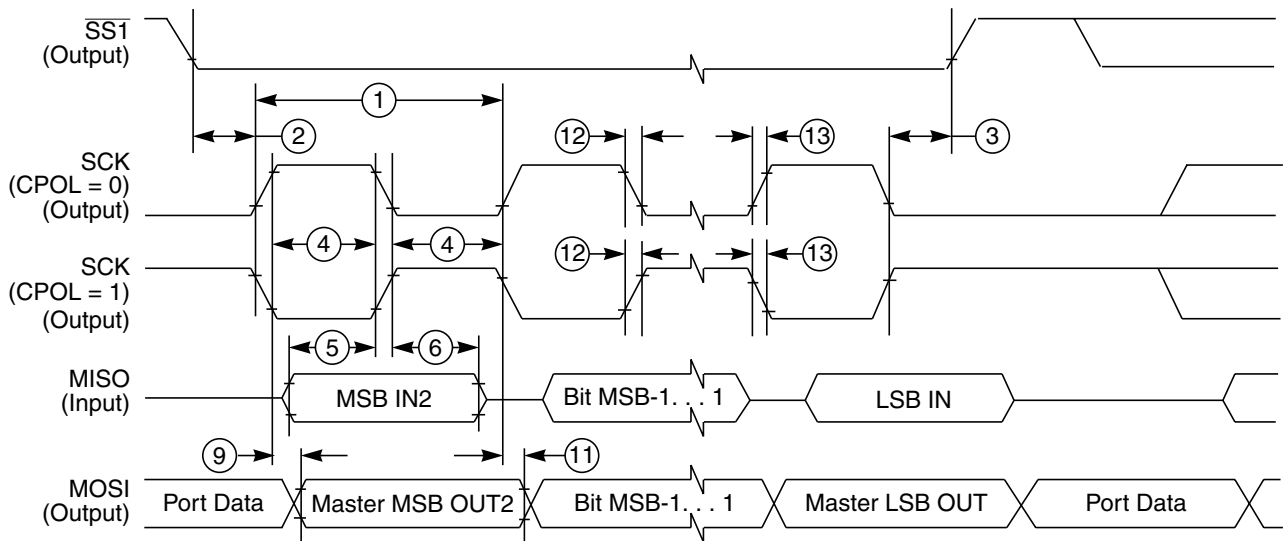 SS1
(Output)
1
2
12
13
3
SCK
(CPOL = 0)
(Output)
4
4
SCK
(CPOL = 1)
(Output)
12
13
5
6
MISO
(Input)
MSB IN2
Bit MSB-1. . . 1
LSB IN
9
11
MOSI
(Output)
Port Data
Master MSB OUT2
Bit MSB-1. . . 1
Master LSB OUT
Port Data